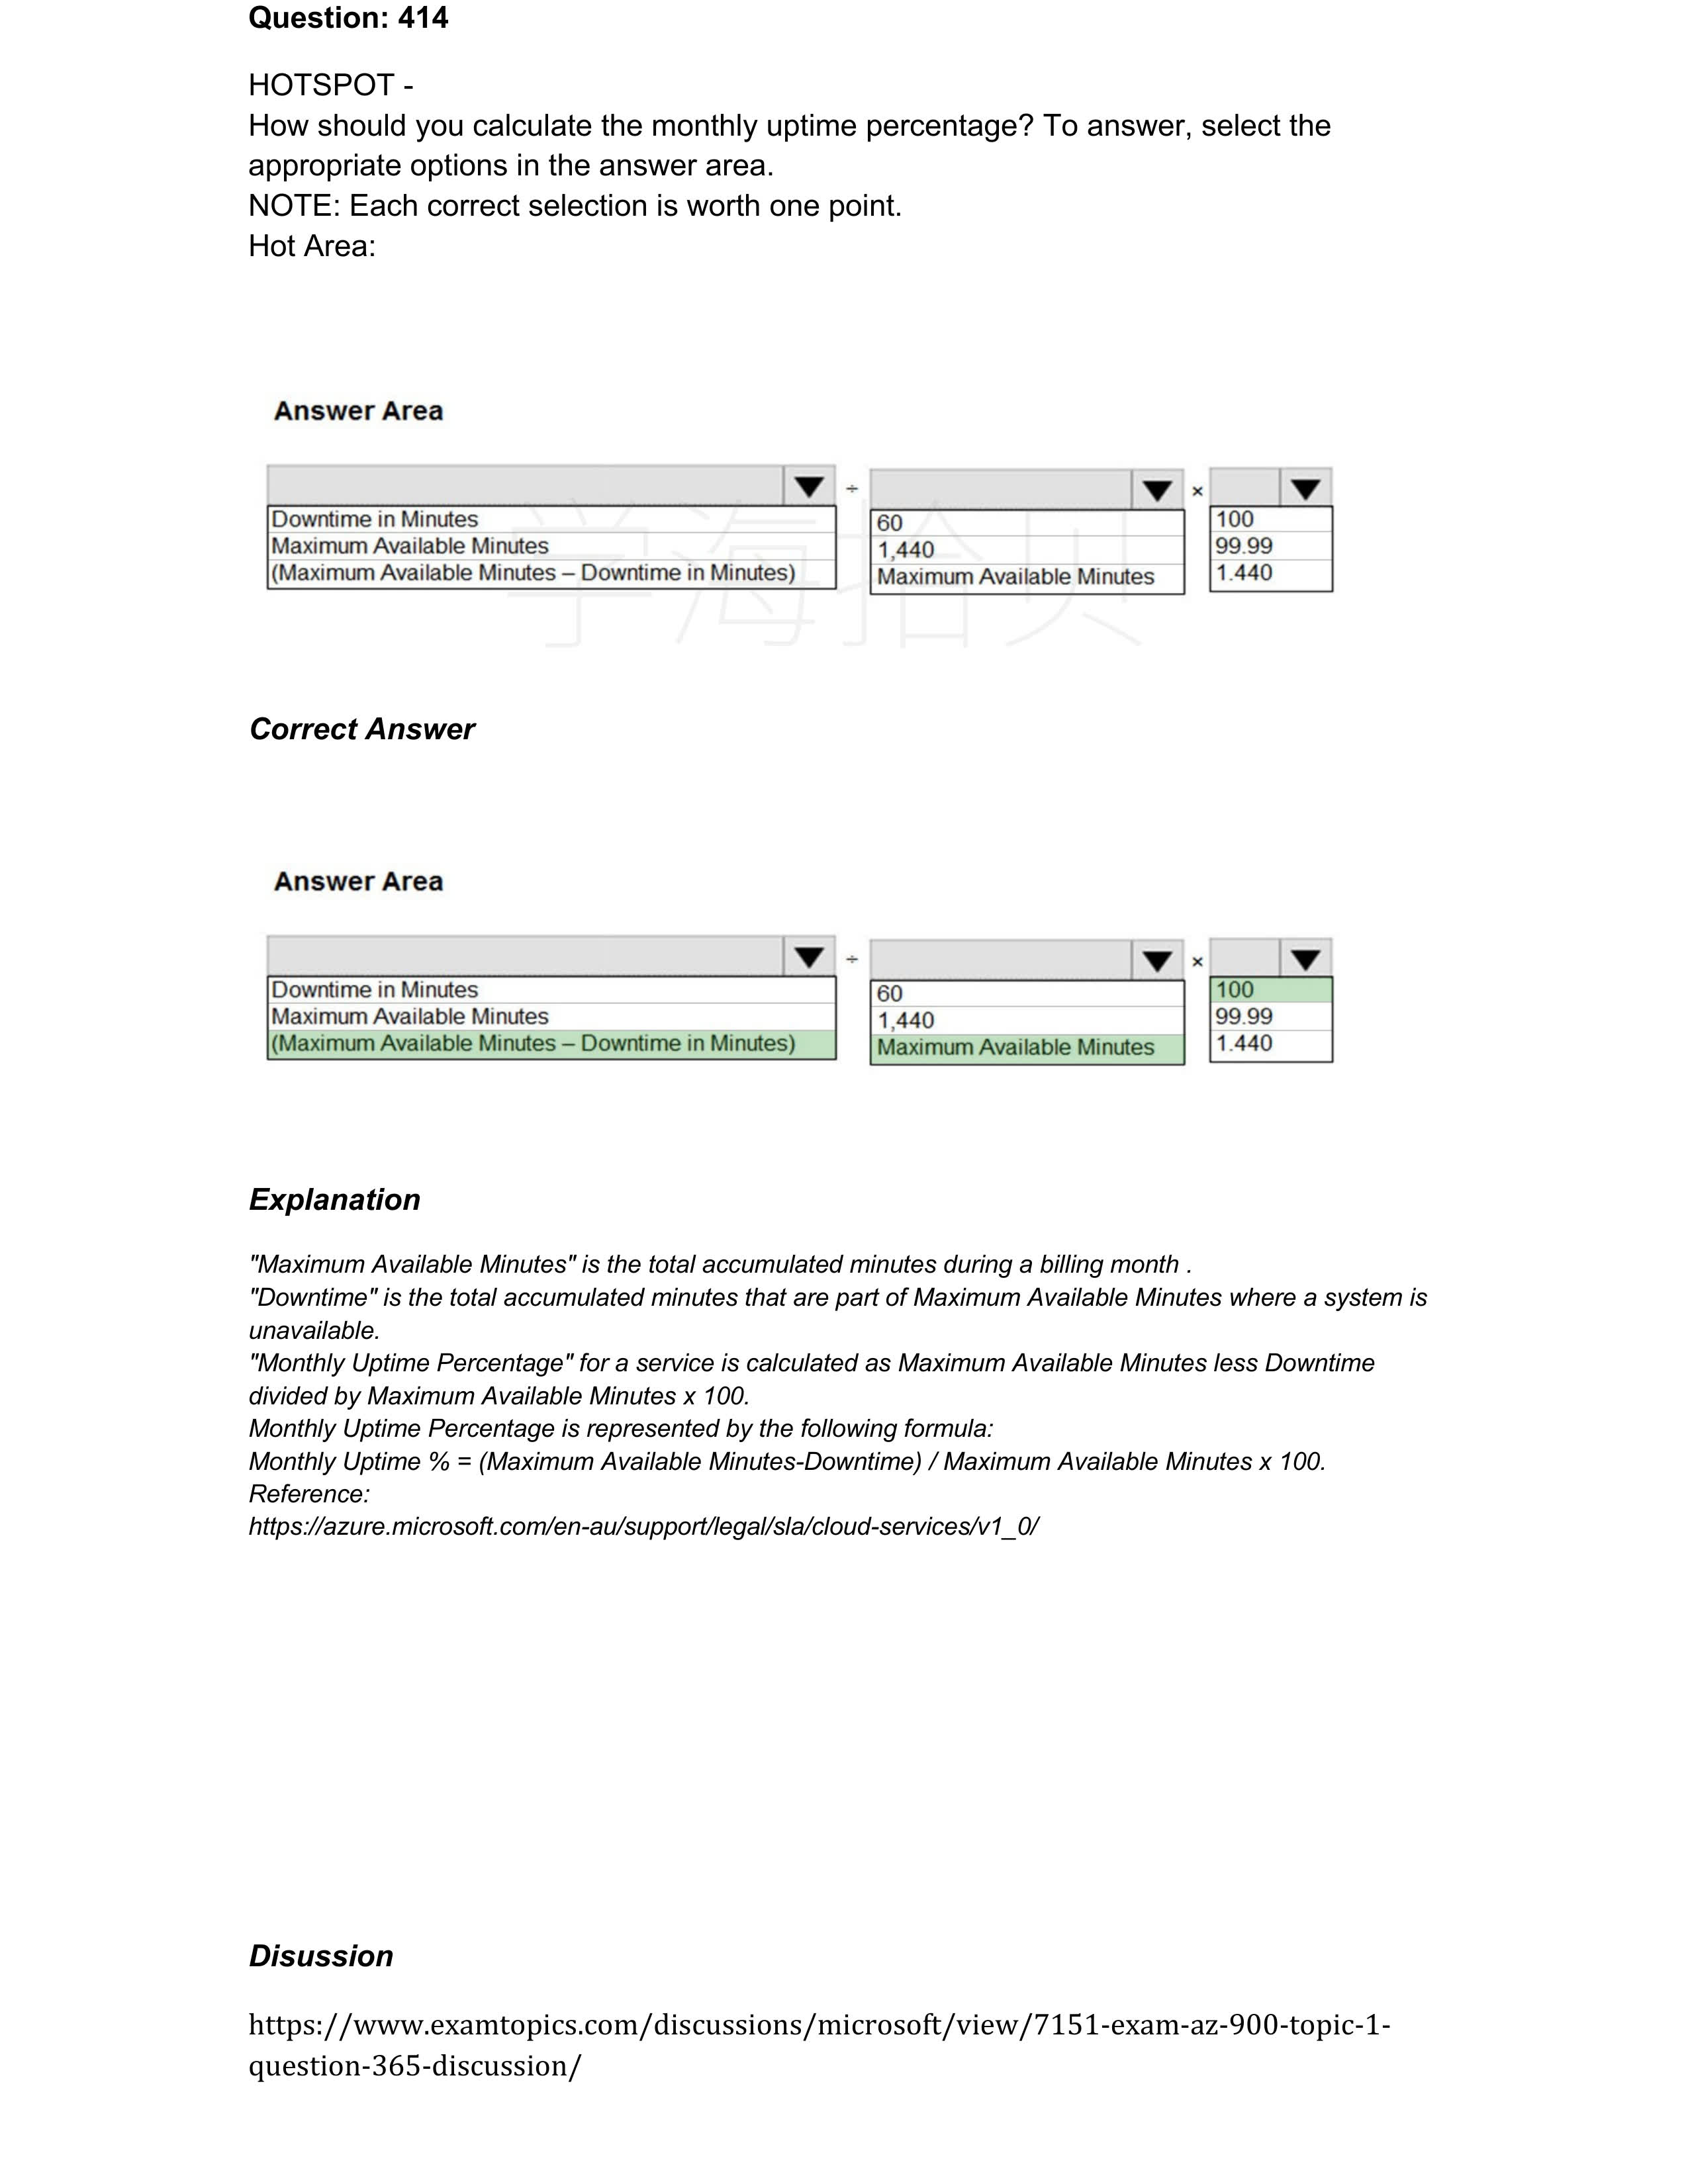 Question: 414
HOTSPOT -
How should you calculate the monthly uptime percentage? To answer, select the
appropriate options in the answer area.
NOTE: Each correct selection is worth one point.
Hot Area:
Answer Area
÷ ×
Downtime in Minutes 60 100
Maximum Available Minutes 1,440 99.99
(Maximum Available Minutes – Downtime in Minutes) Maximum Available Minutes 1.440
学海拾贝
Correct Answer
Answer Area
÷ ×
Downtime in Minutes 60 100
Maximum Available Minutes 1,440 99.99
(Maximum Available Minutes – Downtime in Minutes) Maximum Available Minutes 1.440
Explanation
"Maximum Available Minutes" is the total accumulated minutes during a billing month .
"Downtime" is the total accumulated minutes that are part of Maximum Available Minutes where a system is
unavailable.
"Monthly Uptime Percentage" for a service is calculated as Maximum Available Minutes less Downtime
divided by Maximum Available Minutes x 100.
Monthly Uptime Percentage is represented by the following formula:
Monthly Uptime % = (Maximum Available Minutes-Downtime) / Maximum Available Minutes x 100.
Reference:
https://azure.microsoft.com/en-au/support/legal/sla/cloud-services/v1_0/
Disussion
https://www.examtopics.com/discussions/microsoft/view/7151-exam-az-900-topic-1-
question-365-discussion/